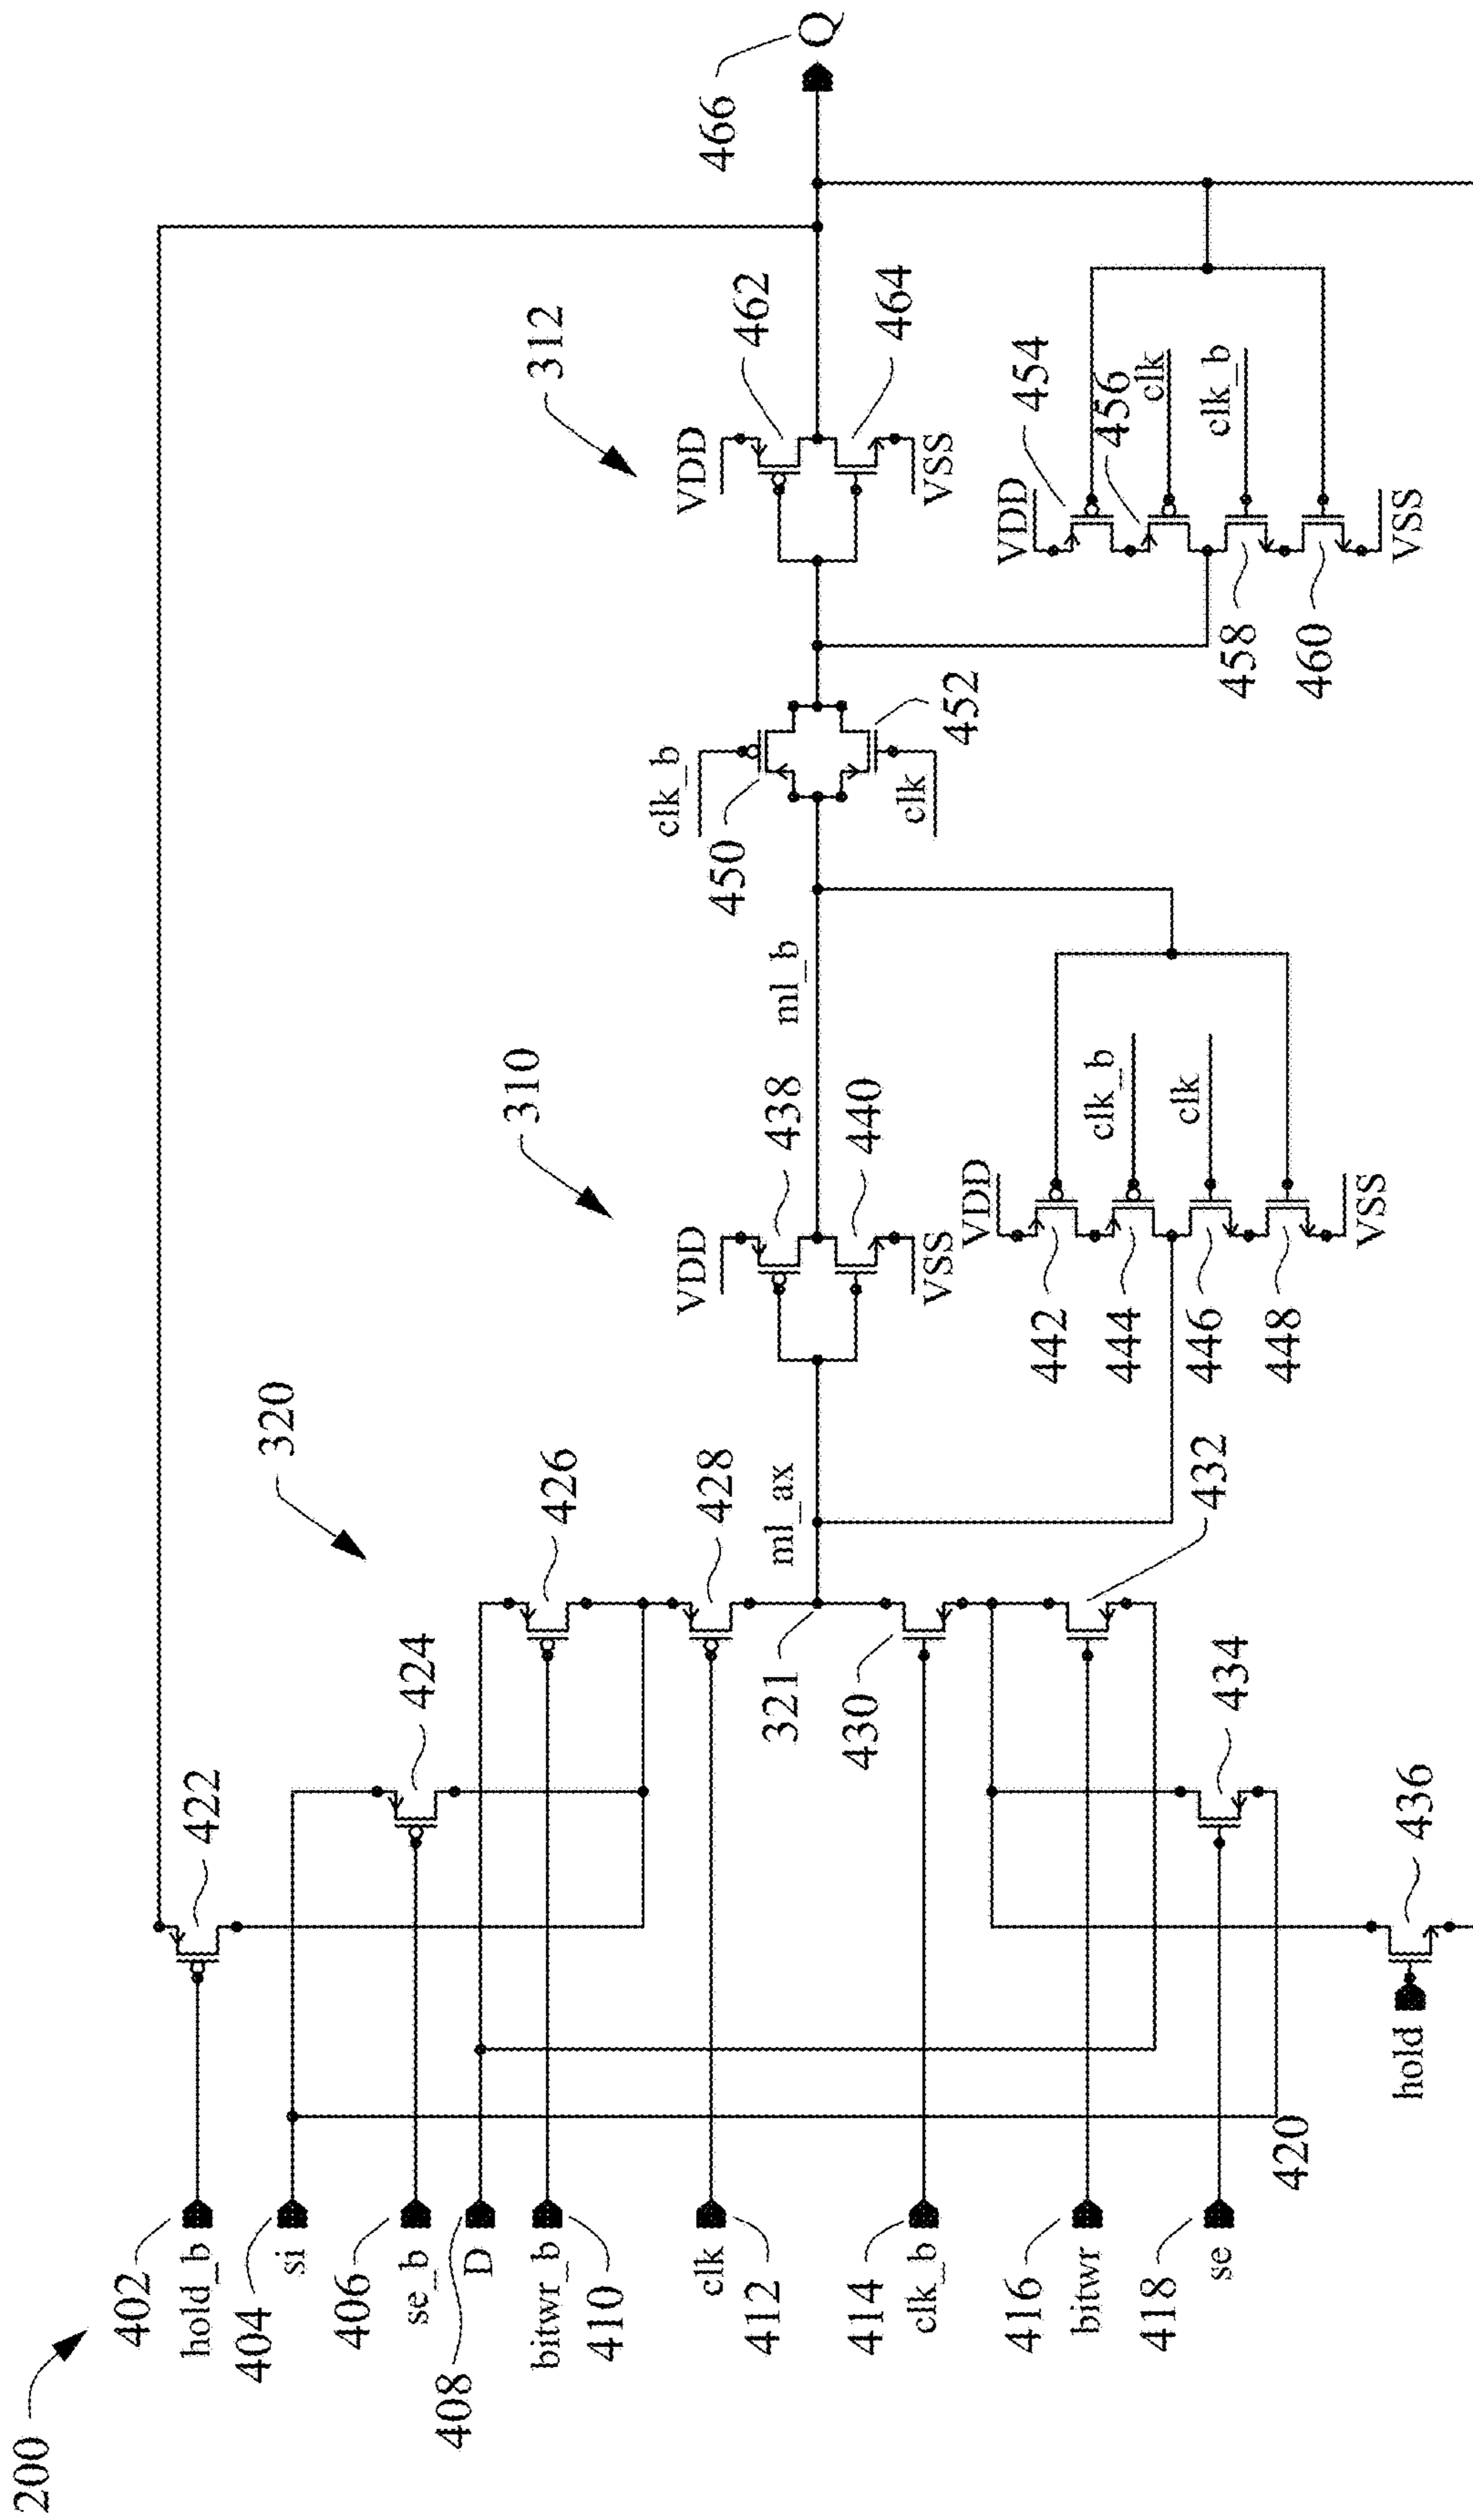 200
402
hold_b
404
si
406
se_b
408
D
bitwr_b
410
clk
412
414
clk_b
416
bitwr
418
se
420
hold
436
422
424
426
320
428
321
ml_ax
430
432
434
310
VDD
438
440
VSS
ml_b
VDD
442
444
446
448
clk_b
clk
VSS
clk_b
450
clk
452
312
VDD
462
464
VSS
VDD
454
456
clk
clk_b
458
460
VSS
466
Q